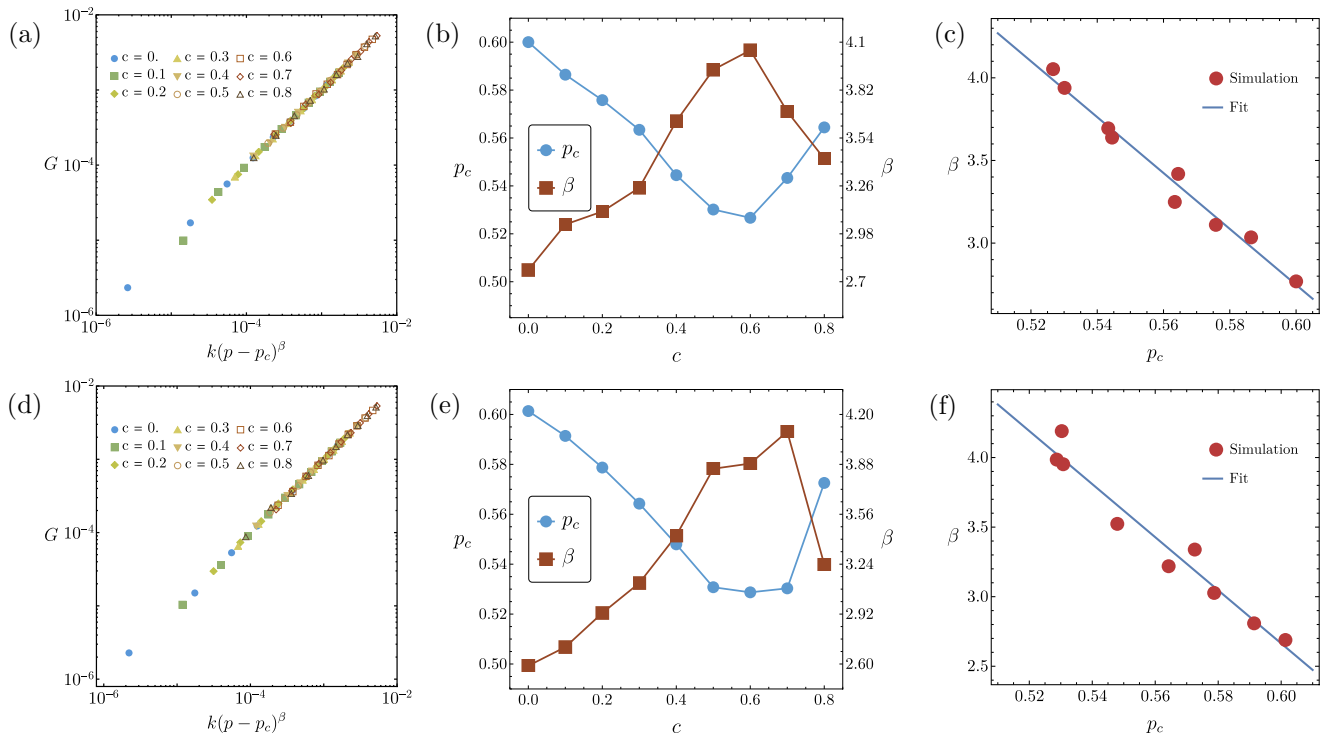 (a)
10⁻²
c = 0.
c = 0.3
c = 0.6
c = 0.1
c = 0.4
c = 0.7
c = 0.2
c = 0.5
c = 0.8
G
10⁻⁴
10⁻⁶
10⁻⁶
10⁻⁴
10⁻²
k(p − p_c)^β
(b)
0.60
0.58
0.56
0.54
0.52
0.50
p_c
p_c
β
4.1
3.82
3.54
3.26
2.98
2.7
β
0.0
0.2
0.4
0.6
0.8
c
(c)
4.0
3.5
3.0
β
Simulation
Fit
0.52
0.54
0.56
0.58
0.60
p_c
(d)
10⁻²
c = 0.
c = 0.3
c = 0.6
c = 0.1
c = 0.4
c = 0.7
c = 0.2
c = 0.5
c = 0.8
G
10⁻⁴
10⁻⁶
10⁻⁶
10⁻⁴
10⁻²
k(p − p_c)^β
(e)
0.60
0.58
0.56
0.54
0.52
0.50
p_c
p_c
β
4.20
3.88
3.56
3.24
2.92
2.60
β
0.0
0.2
0.4
0.6
0.8
c
(f)
4.0
3.5
3.0
2.5
β
Simulation
Fit
0.52
0.54
0.56
0.58
0.60
p_c